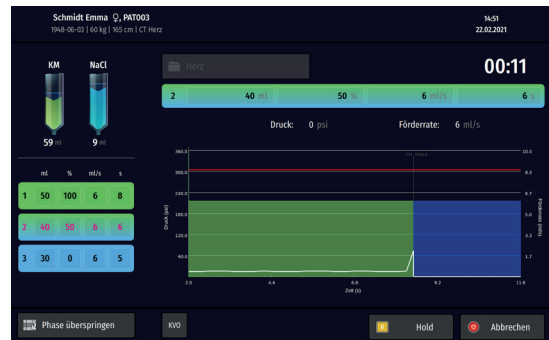 Schmidt Emma ♀, PAT003
1948-06-03 | 60 kg | 165 cm | CT Herz
14:51
22.02.2021
KM NaCl
59 ml 9 ml
Herz
00:11
2 40 ml 50 % 6 ml/s 6 s
Druck: 0 psi Förderrate: 6 ml/s
ml % ml/s s
1 50 100 6 8
2 40 50 6 6
3 30 0 6 5
360.0
300.0
240.0
180.0
120.0
60.0
Druck (psi)
10.0
8.3
6.7
5.0
3.3
1.7
2.0 4.4 6.8 9.2 11.6
Zeit (s)
Phase überspringen
KVO
Hold
Abbrechen